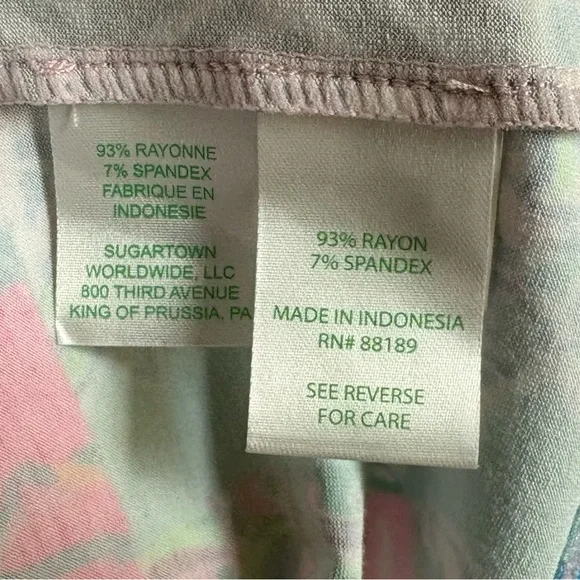 93% RAYONNE
7% SPANDEX
FABRIQUE EN
INDONESIE
SUGARTOWN
WORLDWIDE, LLC
800 THIRD AVENUE
KING OF PRUSSIA, PA
93% RAYON
7% SPANDEX
MADE IN INDONESIA
RN# 88189
SEE REVERSE
FOR CARE